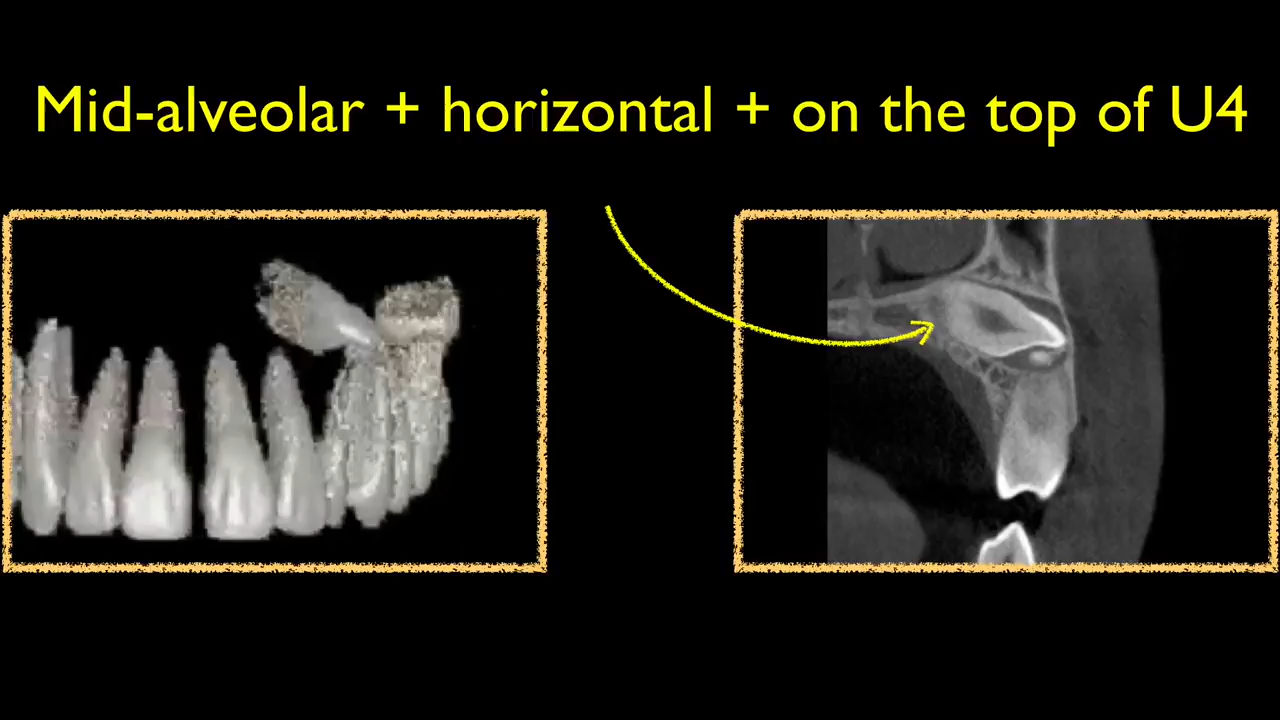 Mid-alveolar + horizontal + on the top of U4